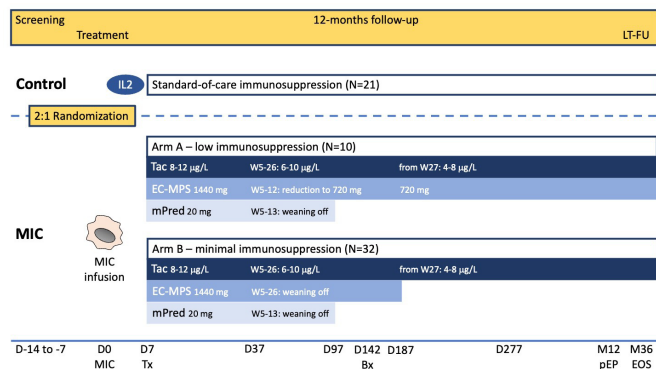 Screening
12-months follow-up
Treatment
LT-FU
Control
IL2
Standard-of-care immunosuppression (N=21)
2:1 Randomization
Arm A – low immunosuppression (N=10)
Tac 8-12 µg/L W5-26: 6-10 µg/L from W27: 4-8 µg/L
EC-MPS 1440 mg W5-12: reduction to 720 mg 720 mg
mPred 20 mg W5-13: weaning off
MIC
MIC
infusion
Arm B – minimal immunosuppression (N=32)
Tac 8-12 µg/L W5-26: 6-10 µg/L from W27: 4-8 µg/L
EC-MPS 1440 mg W5-26: weaning off
mPred 20 mg W5-13: weaning off
D-14 to -7 D0 D7 D37 D97 D142 D187 D277 M12 M36
MIC Tx Bx pEP EOS